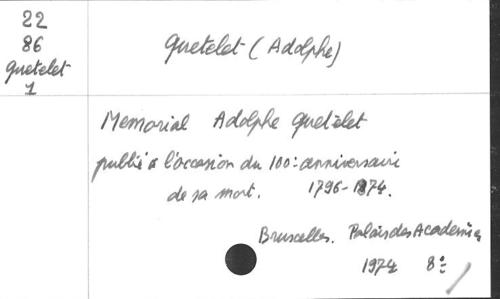 22
86
Quetelet
1
Quetelet (Adolphe)
Memorial Adolphe Quetelet
publié à l'occasion du 100e anniversaire
de sa mort. 1796-1874.
Bruxelles. Palais des Academies
1974 8°